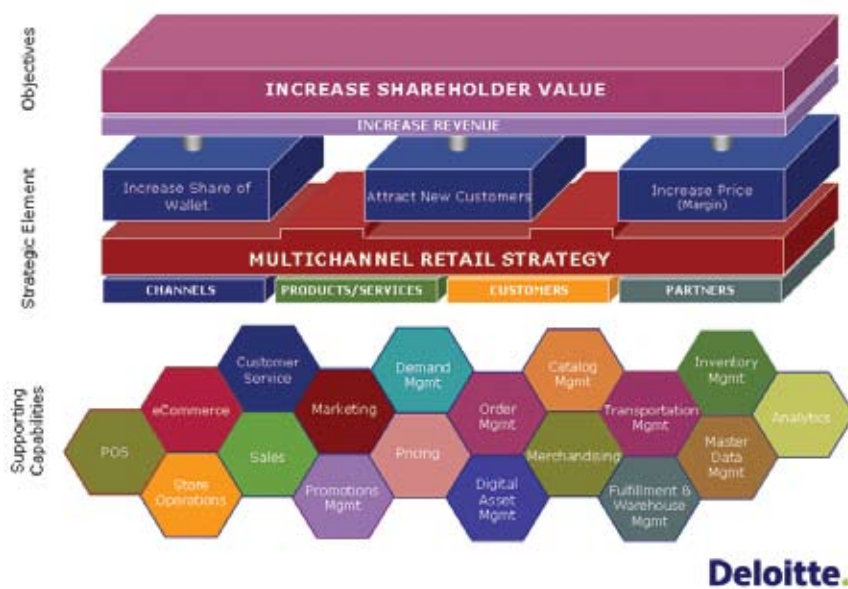 Objectives
INCREASE SHAREHOLDER VALUE
INCREASE REVENUE
Strategic Element
Increase Share of
Wallet
Attract New Customers
Increase Price
(Margin)
MULTICHANNEL RETAIL STRATEGY
CHANNELS
PRODUCTS/SERVICES
CUSTOMERS
PARTNERS
Supporting
Capabilities
POS
eCommerce
Store
Operations
Customer
Service
Sales
Marketing
Promotions
Mgmt
Demand
Mgmt
Pricing
Order
Mgmt
Digital
Asset
Mgmt
Catalog
Mgmt
Merchandising
Transportation
Mgmt
Fulfillment &
Warehouse
Mgmt
Inventory
Mgmt
Master
Data
Mgmt
Analytics
Deloitte.